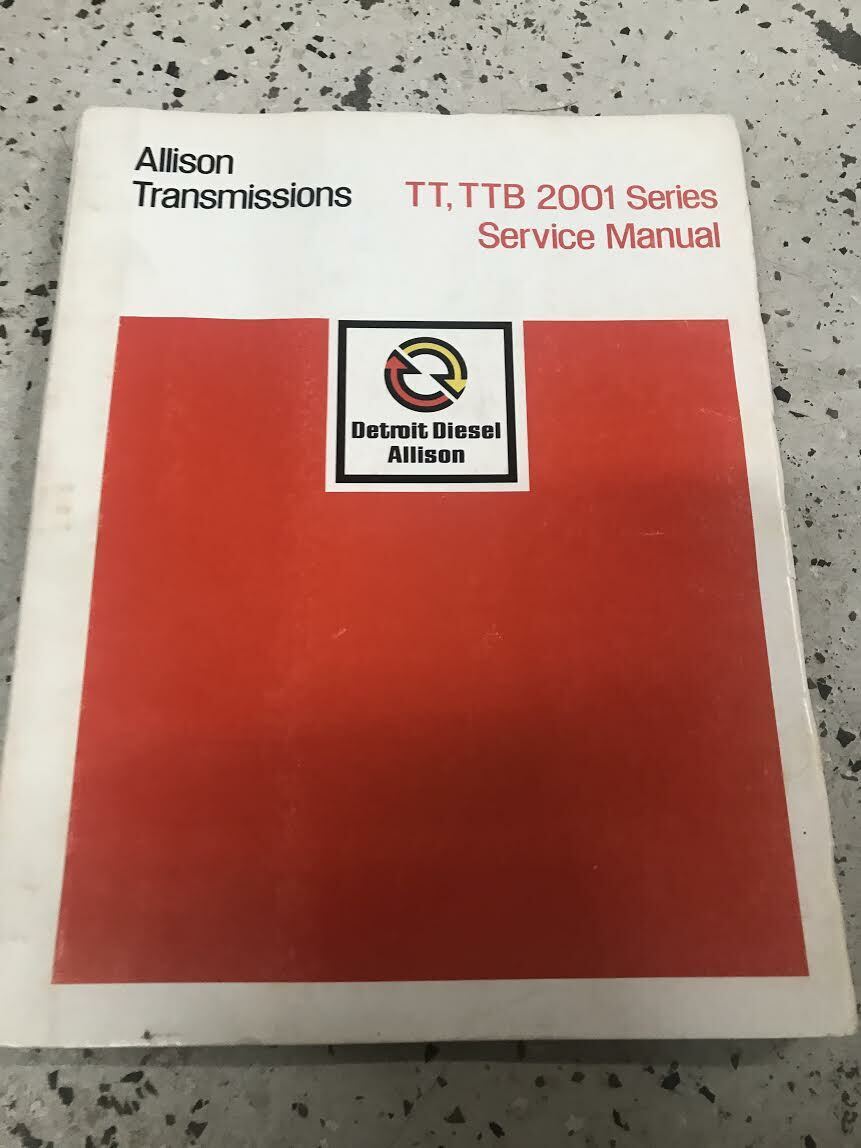 Allison
Transmissions
TT, TTB 2001 Series
Service Manual
Detroit Diesel
Allison